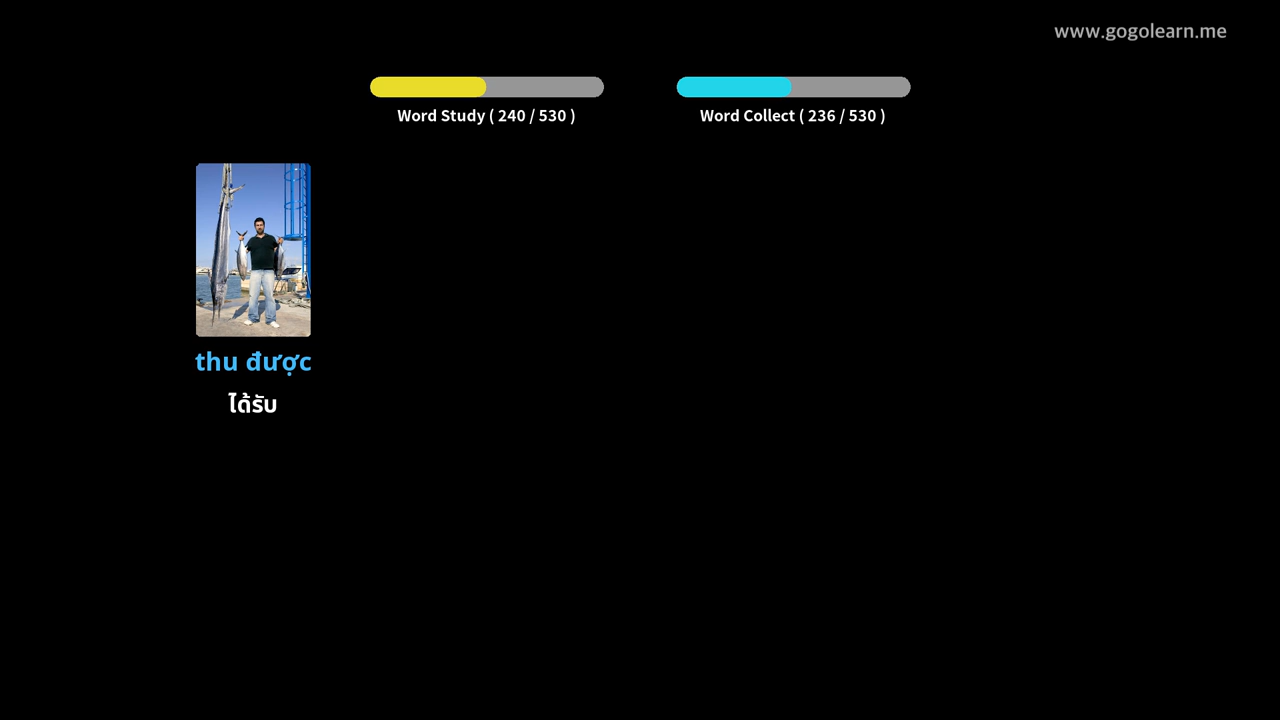 www.gogolearn.me
Word Study ( 240 / 530 )
Word Collect ( 236 / 530 )
thu được
ได้รับ